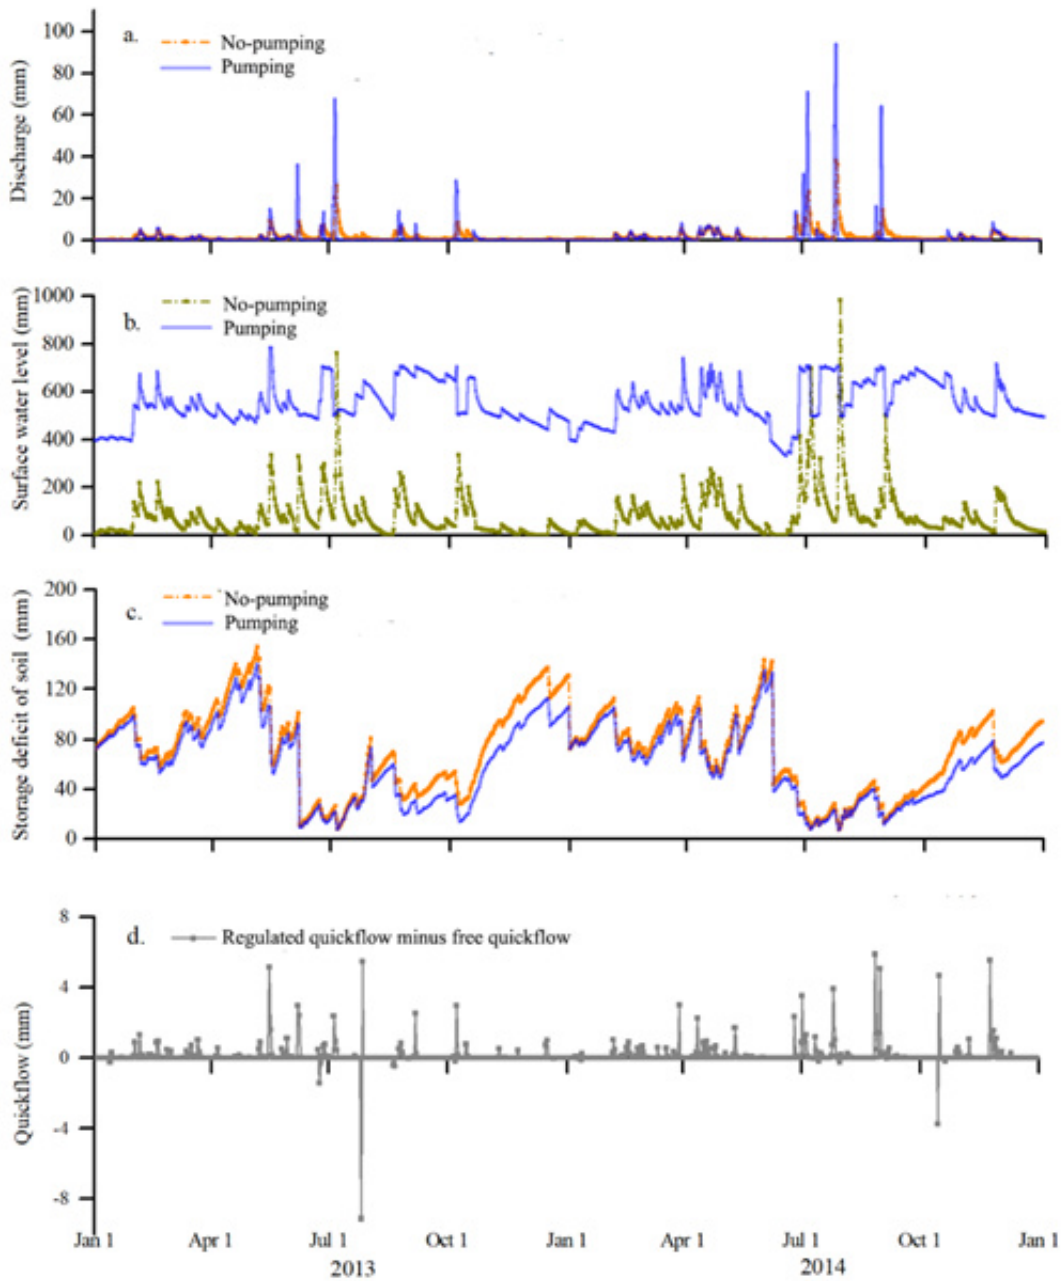 a.
No-pumping
Pumping
Discharge (mm)
100
80
60
40
20
0
b.
No-pumping
Pumping
Surface water level (mm)
1000
800
600
400
200
0
c.
No-pumping
Pumping
Storage deficit of soil (mm)
200
160
120
80
40
0
d.
Regulated quickflow minus free quickflow
Quickflow (mm)
8
4
0
-4
-8
Jan 1 Apr 1 Jul 1 Oct 1 Jan 1 Apr 1 Jul 1 Oct 1 Jan 1
2013 2014